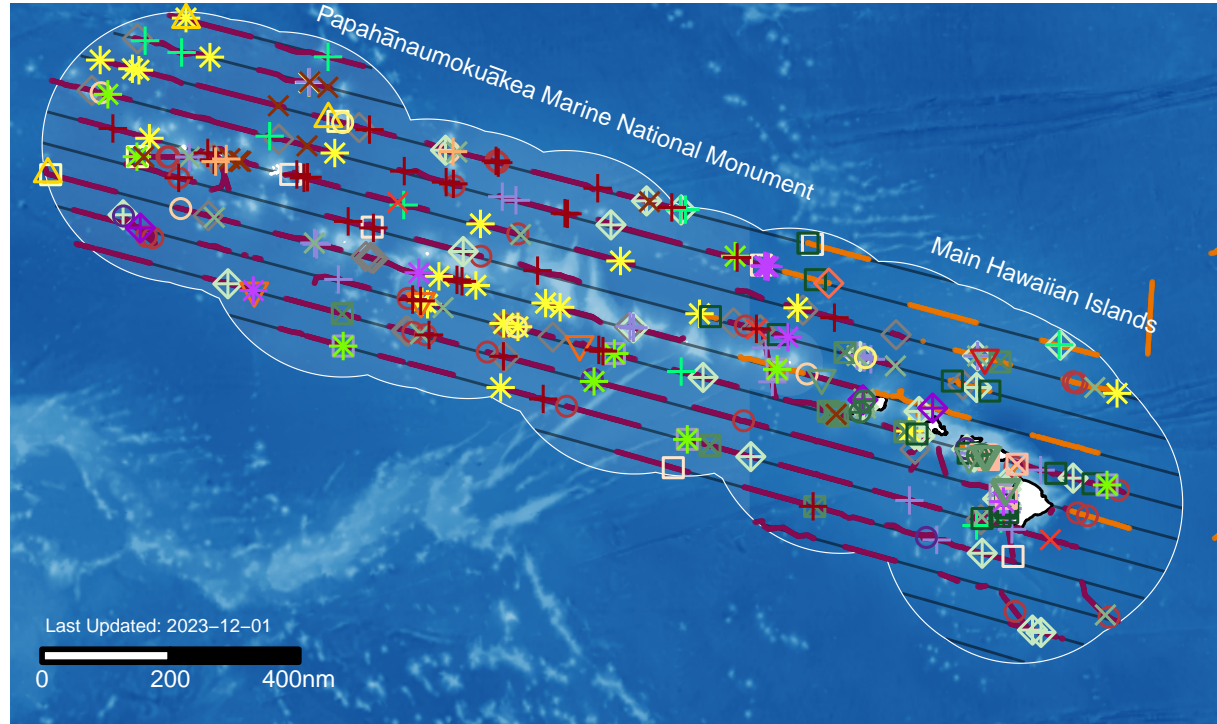 Papahānaumokuākea Marine National Monument
Main Hawaiian Islands
Last Updated: 2023−12−01
0 200 400nm